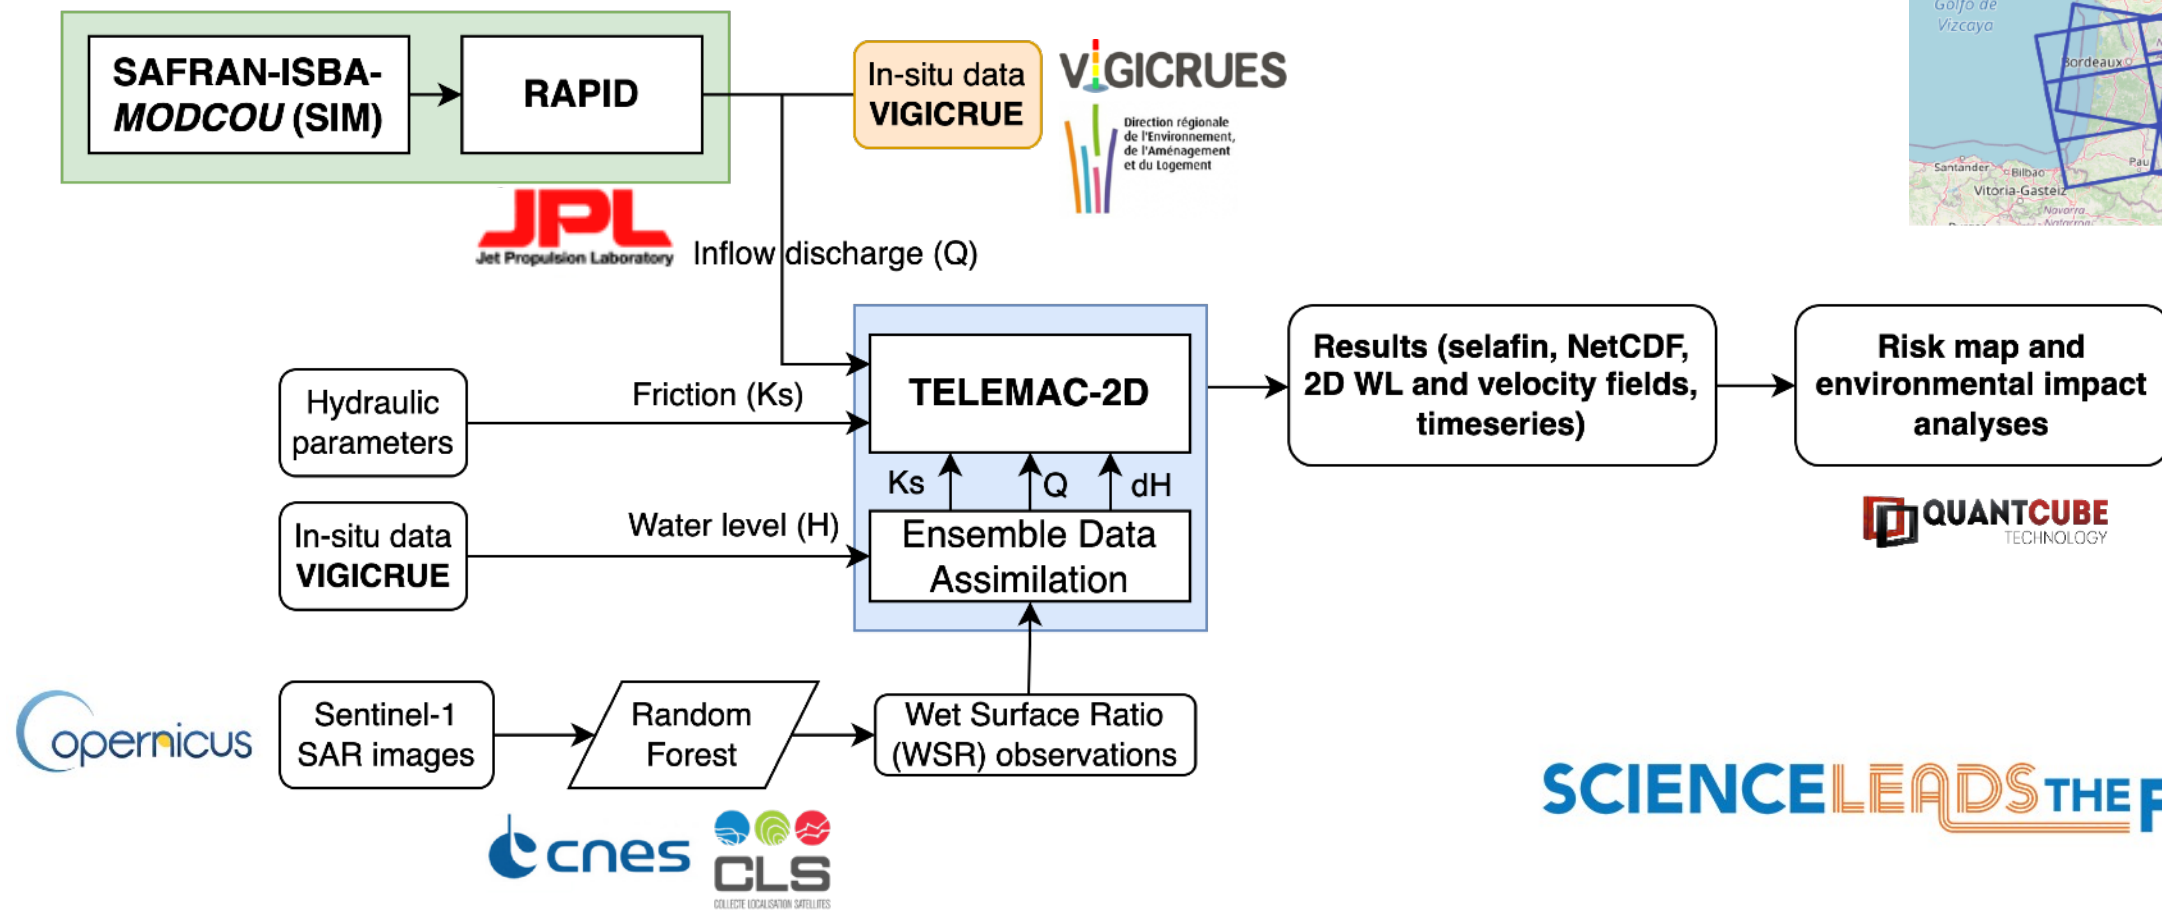 SAFRAN-ISBA-
MODCOU (SIM)
RAPID
In-situ data
VIGICRUE
VIGICRUES
Direction régionale
de l'Environnement,
de l'Aménagement
et du Logement
Golfo de
Vizcaya
Bordeaux
Santander
Bilbao
Pau
Vitoria-Gasteiz
Navarra
JPL
Jet Propulsion Laboratory
Inflow discharge (Q)
Hydraulic
parameters
Friction (Ks)
TELEMAC-2D
Results (selafin, NetCDF,
2D WL and velocity fields,
timeseries)
Risk map and
environmental impact
analyses
Ks
Q
dH
In-situ data
VIGICRUE
Water level (H)
Ensemble Data
Assimilation
QUANTCUBE
TECHNOLOGY
opernicus
Sentinel-1
SAR images
Random
Forest
Wet Surface Ratio
(WSR) observations
cnes
CLS
COLLECTE LOCALISATION SATELLITES
SCIENCE LEADS THE